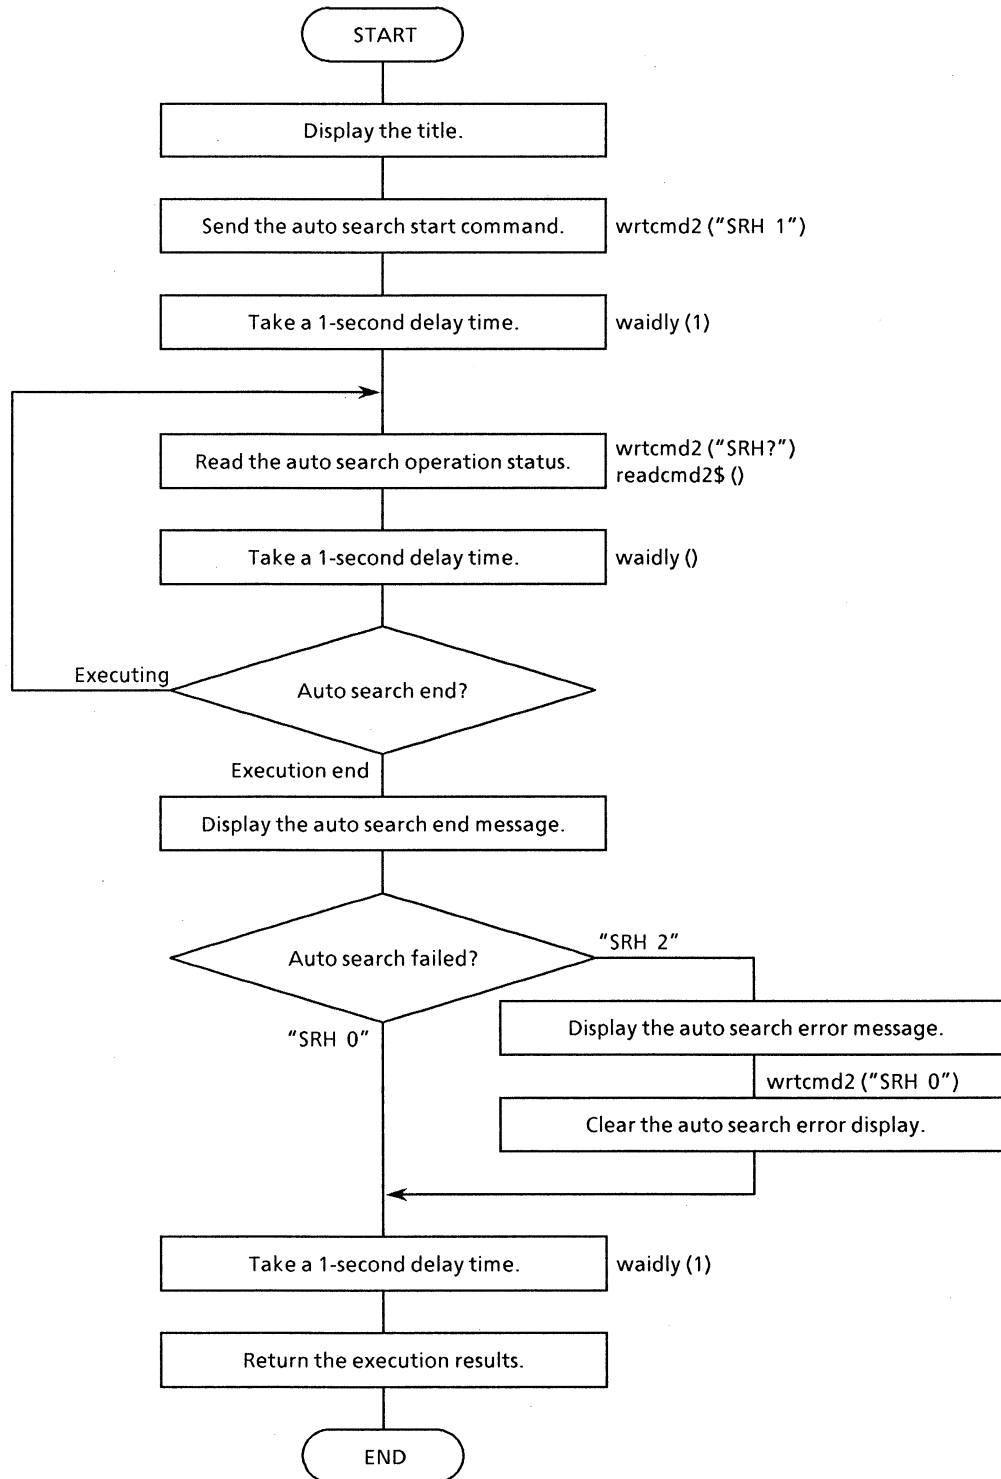 START
Display the title.
Send the auto search start command.
wrtcmd2 ("SRH 1")
Take a 1-second delay time.
waidly (1)
Read the auto search operation status.
wrtcmd2 ("SRH?")
readcmd2$ ()
Take a 1-second delay time.
waidly ()
Executing
Auto search end?
Execution end
Display the auto search end message.
"SRH 2"
Auto search failed?
"SRH 0"
Display the auto search error message.
wrtcmd2 ("SRH 0")
Clear the auto search error display.
Take a 1-second delay time.
waidly (1)
Return the execution results.
END